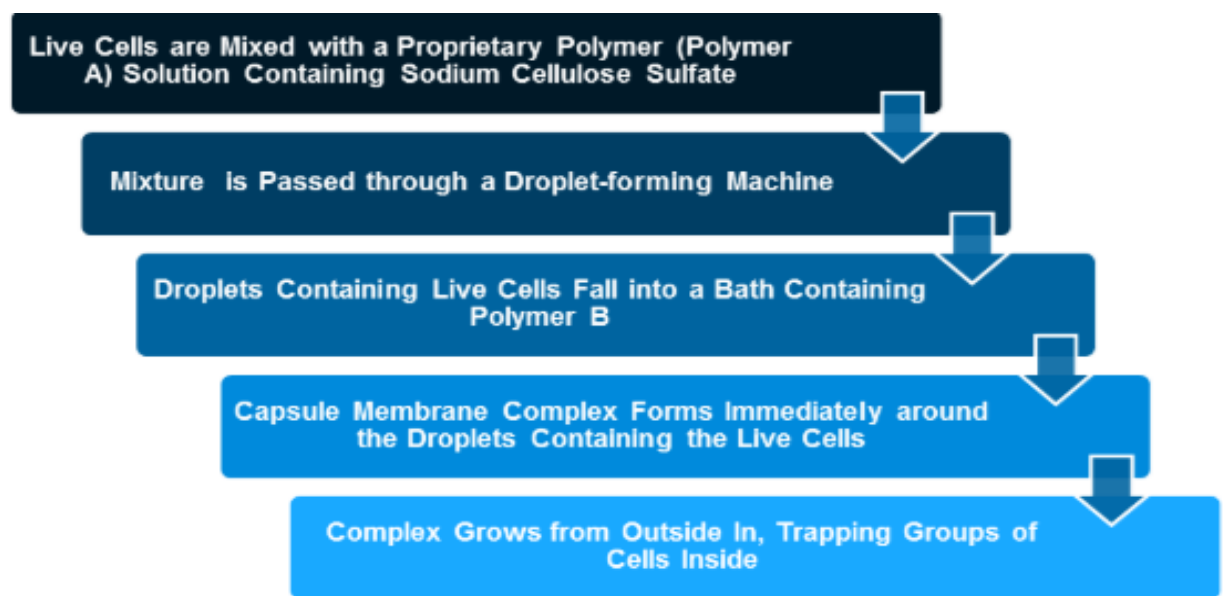 Live Cells are Mixed with a Proprietary Polymer (Polymer
A) Solution Containing Sodium Cellulose Sulfate
Mixture is Passed through a Droplet-forming Machine
Droplets Containing Live Cells Fall into a Bath Containing
Polymer B
Capsule Membrane Complex Forms Immediately around
the Droplets Containing the Live Cells
Complex Grows from Outside In, Trapping Groups of
Cells Inside